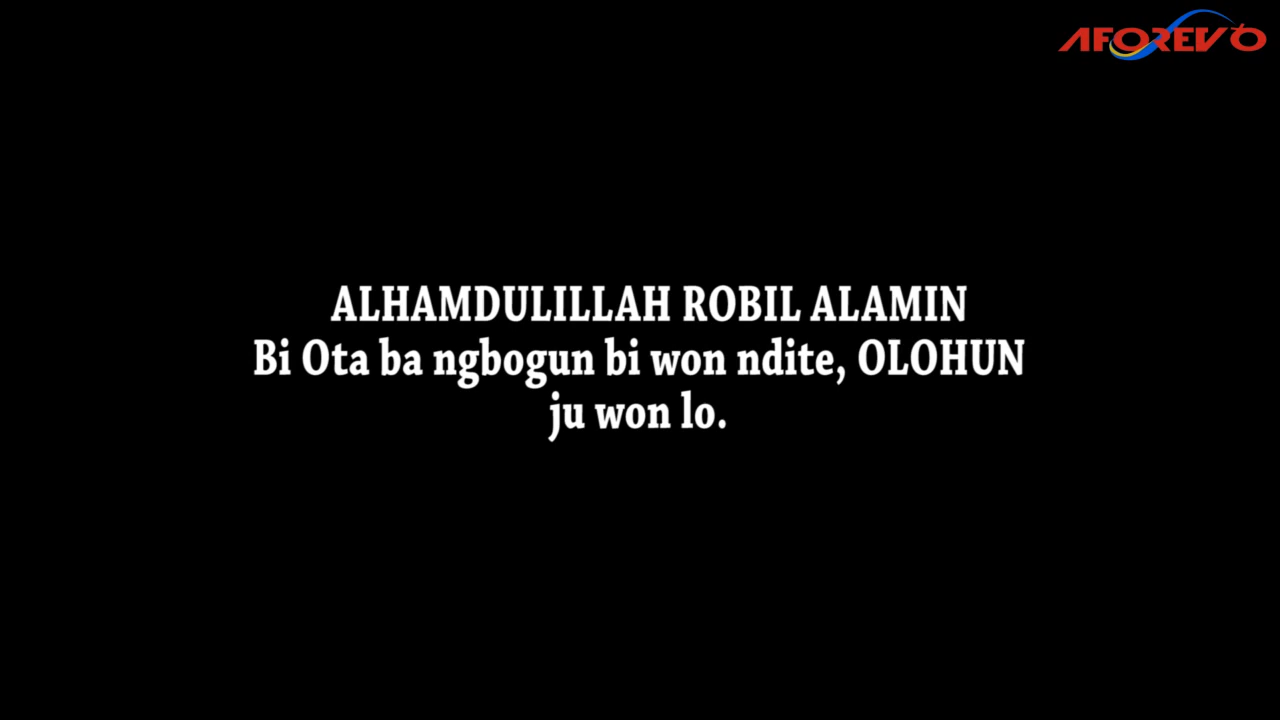 AFOREVO
ALHAMDULILLAH ROBIL ALAMIN
Bi Ota ba ngbogun bi won ndite, OLOHUN
ju won lo.